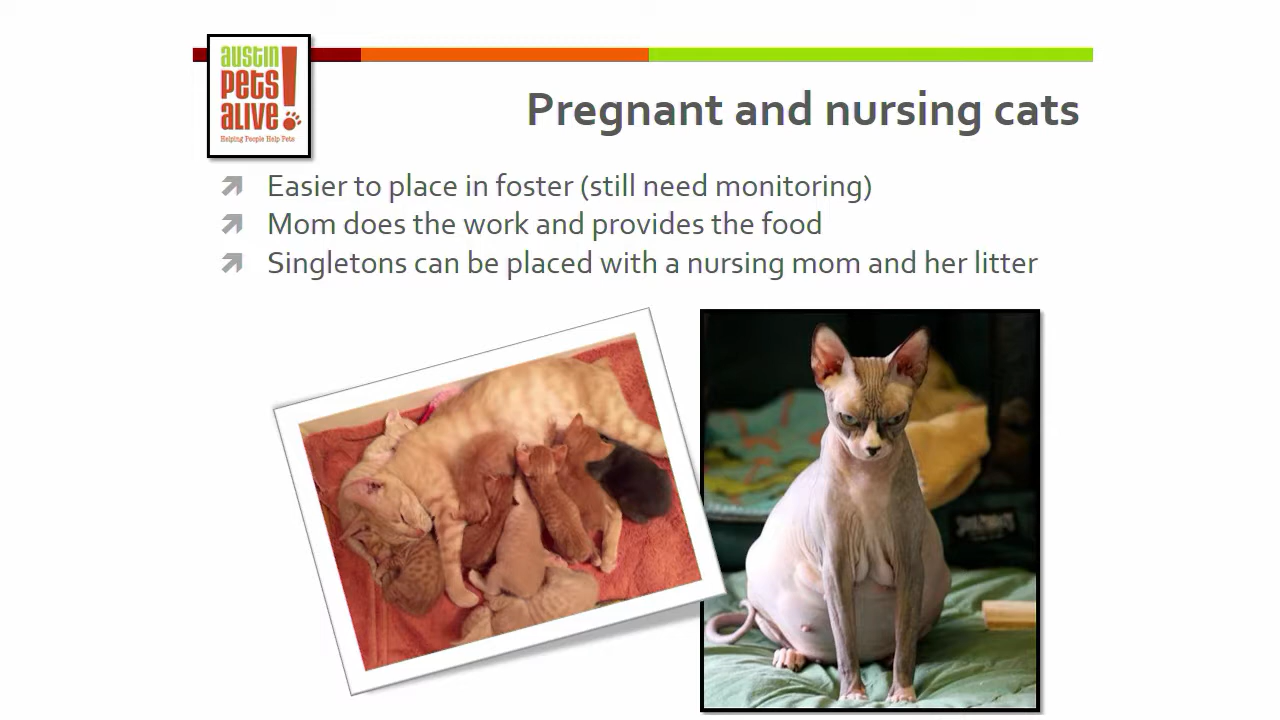 austin
pets
alive!
Helping People Help Pets
Pregnant and nursing cats
Easier to place in foster (still need monitoring)
Mom does the work and provides the food
Singletons can be placed with a nursing mom and her litter